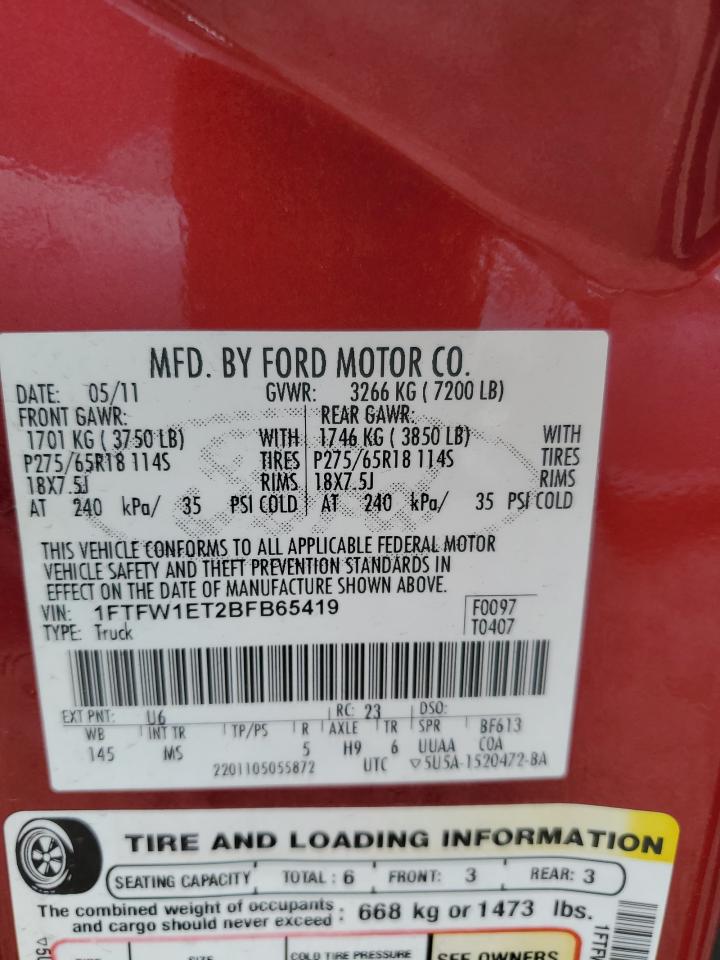 MFD. BY FORD MOTOR CO.
DATE: 05/11 GVWR: 3266 KG ( 7200 LB)
FRONT GAWR: REAR GAWR:
1701 KG ( 3750 LB) WITH 1746 KG ( 3850 LB) WITH
P275/65R18 114S TIRES P275/65R18 114S TIRES
18X7.5J RIMS 18X7.5J RIMS
AT 240 kPa/ 35 PSI COLD AT 240 kPa/ 35 PSI COLD
THIS VEHICLE CONFORMS TO ALL APPLICABLE FEDERAL MOTOR
VEHICLE SAFETY AND THEFT PREVENTION STANDARDS IN
EFFECT ON THE DATE OF MANUFACTURE SHOWN ABOVE.
VIN: 1FTFW1ET2BFB65419 F0097
TYPE: Truck T0407
EXT PNT: U6 RC: 23 DSO:
WB INT TR TP/PS R AXLE TR SPR BF613
145 MS 5 H9 6 UUAA COA
2201105055872 UTC ▽5U5A-1520472-BA
TIRE AND LOADING INFORMATION
SEATING CAPACITY TOTAL : 6 FRONT: 3 REAR: 3
The combined weight of occupants
and cargo should never exceed : 668 kg or 1473 lbs.
COLD TIRE PRESSURE SEE OWNERS